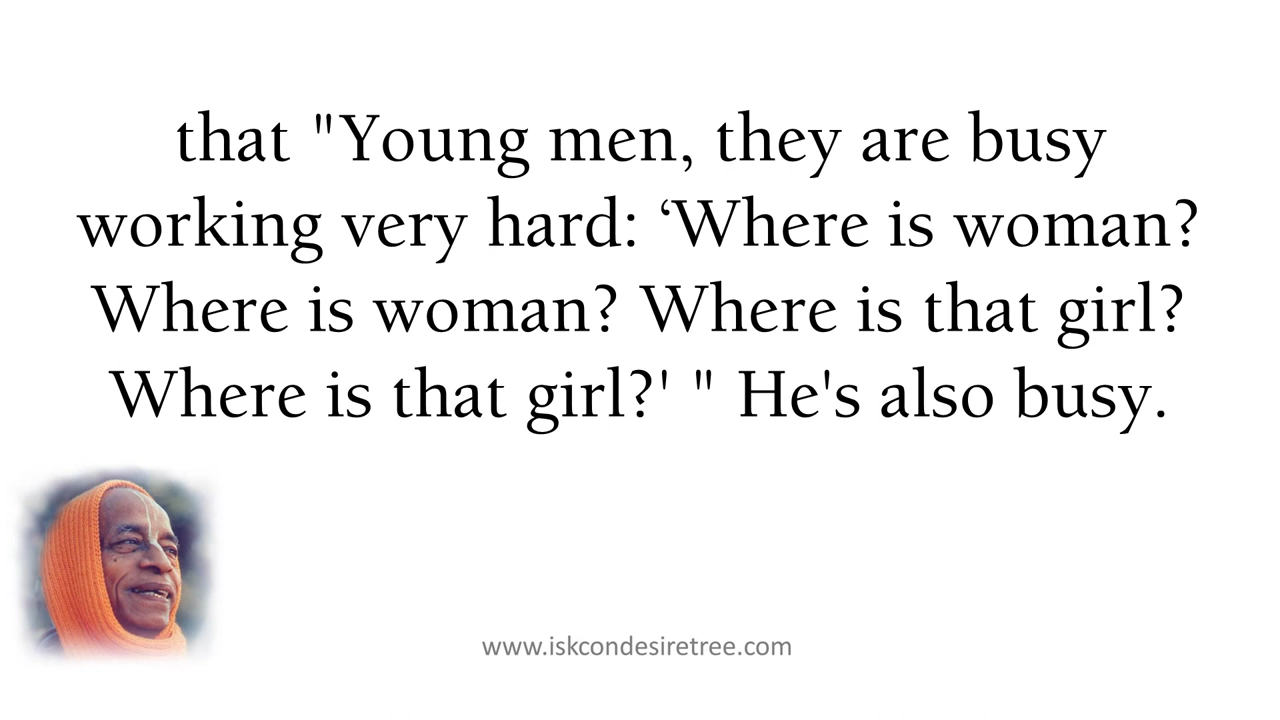 that "Young men, they are busy
working very hard: ‘Where is woman?
Where is woman? Where is that girl?
Where is that girl?' " He's also busy.
www.iskcondesiretree.com